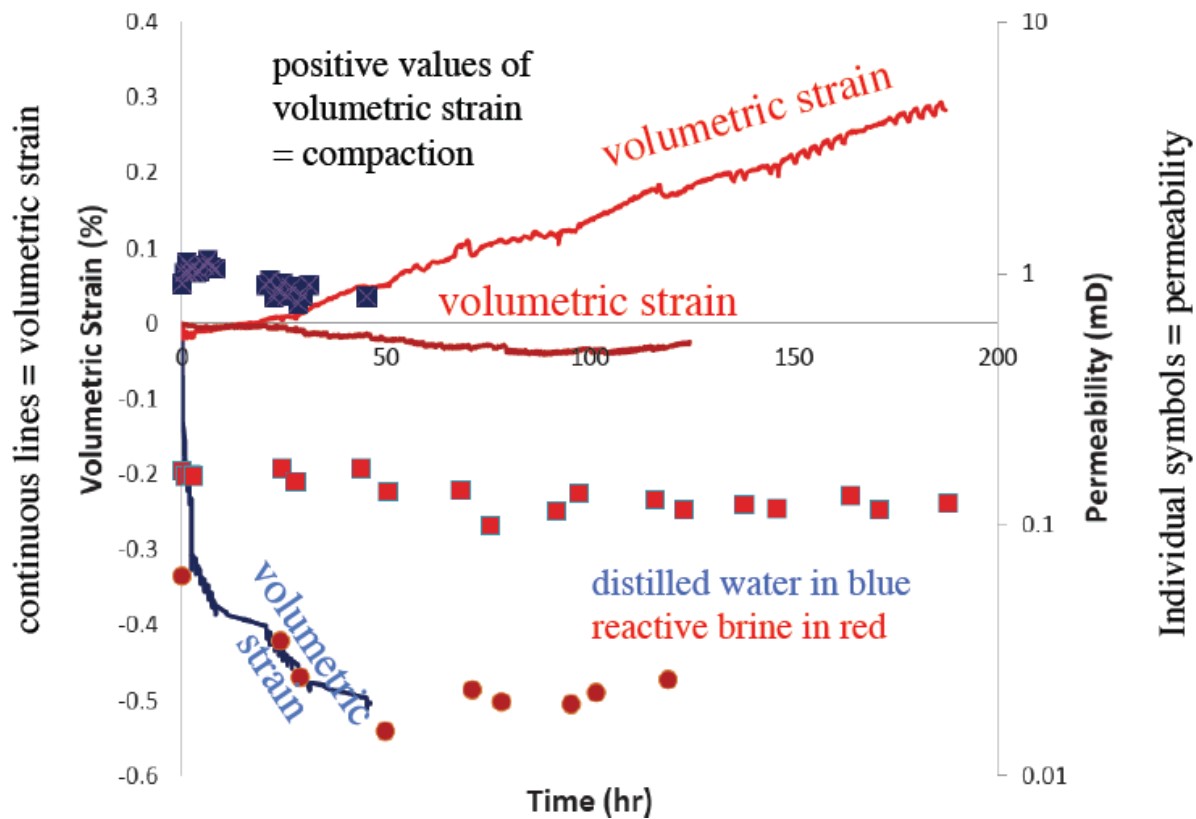 continuous lines = volumetric strain
Volumetric Strain (%)
0.4
0.3
0.2
0.1
0
-0.1
-0.2
-0.3
-0.4
-0.5
-0.6
positive values of
volumetric strain
= compaction
volumetric strain
volumetric strain
0
50
100
150
200
distilled water in blue
reactive brine in red
volumetric
strain
Time (hr)
10
1
0.1
0.01
Permeability (mD)
Individual symbols = permeability